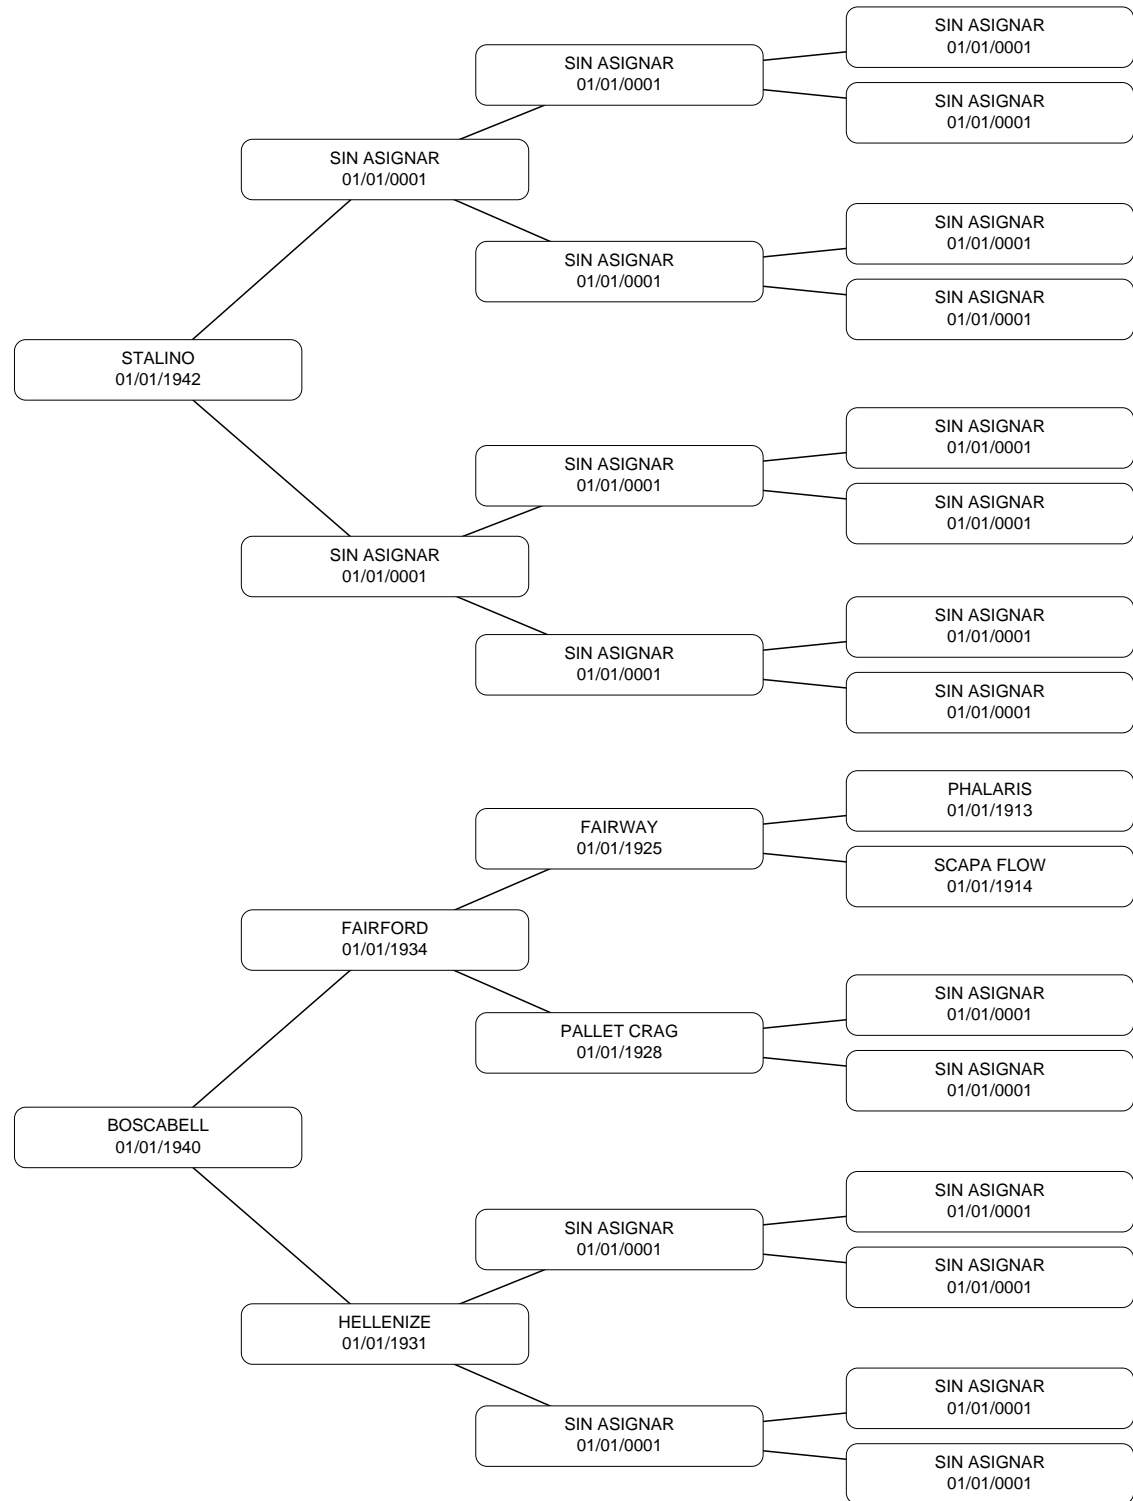 SIN ASIGNAR
01/01/0001
SIN ASIGNAR
01/01/0001
SIN ASIGNAR
01/01/0001
SIN ASIGNAR
01/01/0001
SIN ASIGNAR
01/01/0001
SIN ASIGNAR
01/01/0001
SIN ASIGNAR
01/01/0001
STALINO
01/01/1942
SIN ASIGNAR
01/01/0001
SIN ASIGNAR
01/01/0001
SIN ASIGNAR
01/01/0001
SIN ASIGNAR
01/01/0001
SIN ASIGNAR
01/01/0001
SIN ASIGNAR
01/01/0001
SIN ASIGNAR
01/01/0001
PHALARIS
01/01/1913
FAIRWAY
01/01/1925
SCAPA FLOW
01/01/1914
FAIRFORD
01/01/1934
SIN ASIGNAR
01/01/0001
PALLET CRAG
01/01/1928
SIN ASIGNAR
01/01/0001
BOSCABELL
01/01/1940
SIN ASIGNAR
01/01/0001
SIN ASIGNAR
01/01/0001
SIN ASIGNAR
01/01/0001
HELLENIZE
01/01/1931
SIN ASIGNAR
01/01/0001
SIN ASIGNAR
01/01/0001
SIN ASIGNAR
01/01/0001